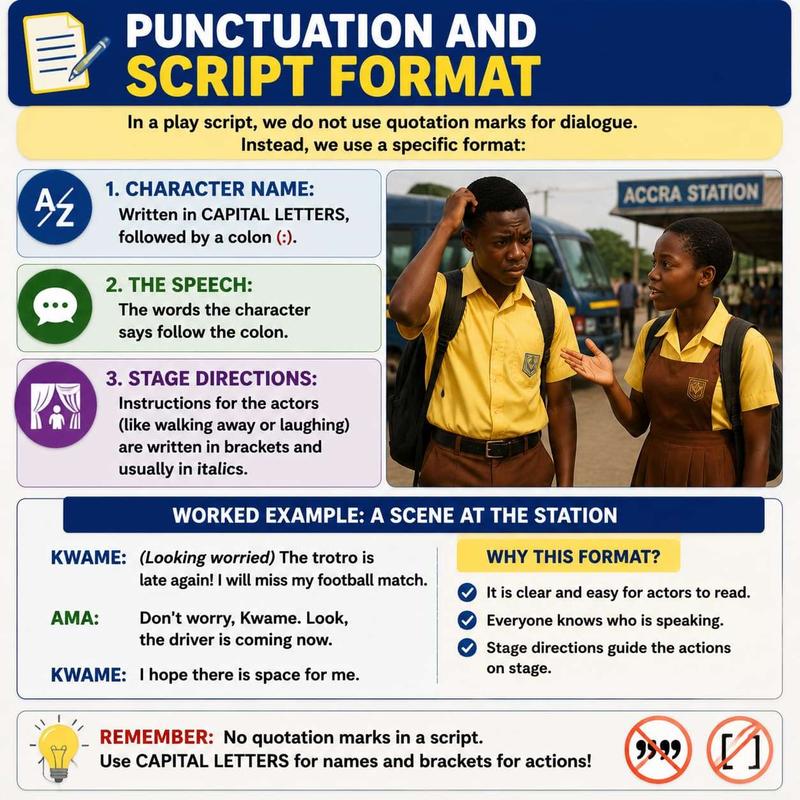 PUNCTUATION AND
SCRIPT FORMAT
In a play script, we do not use quotation marks for dialogue.
Instead, we use a specific format:
A/Z
1. CHARACTER NAME:
Written in CAPITAL LETTERS,
followed by a colon (:).
2. THE SPEECH:
The words the character
says follow the colon.
3. STAGE DIRECTIONS:
Instructions for the actors
(like walking away or laughing)
are written in brackets and
usually in italics.
ACCRA STATION
WORKED EXAMPLE: A SCENE AT THE STATION
KWAME: (Looking worried) The trotro is
late again! I will miss my football match.
AMA: Don't worry, Kwame. Look,
the driver is coming now.
KWAME: I hope there is space for me.
WHY THIS FORMAT?
It is clear and easy for actors to read.
Everyone knows who is speaking.
Stage directions guide the actions
on stage.
REMEMBER: No quotation marks in a script.
Use CAPITAL LETTERS for names and brackets for actions!
””
[ ]